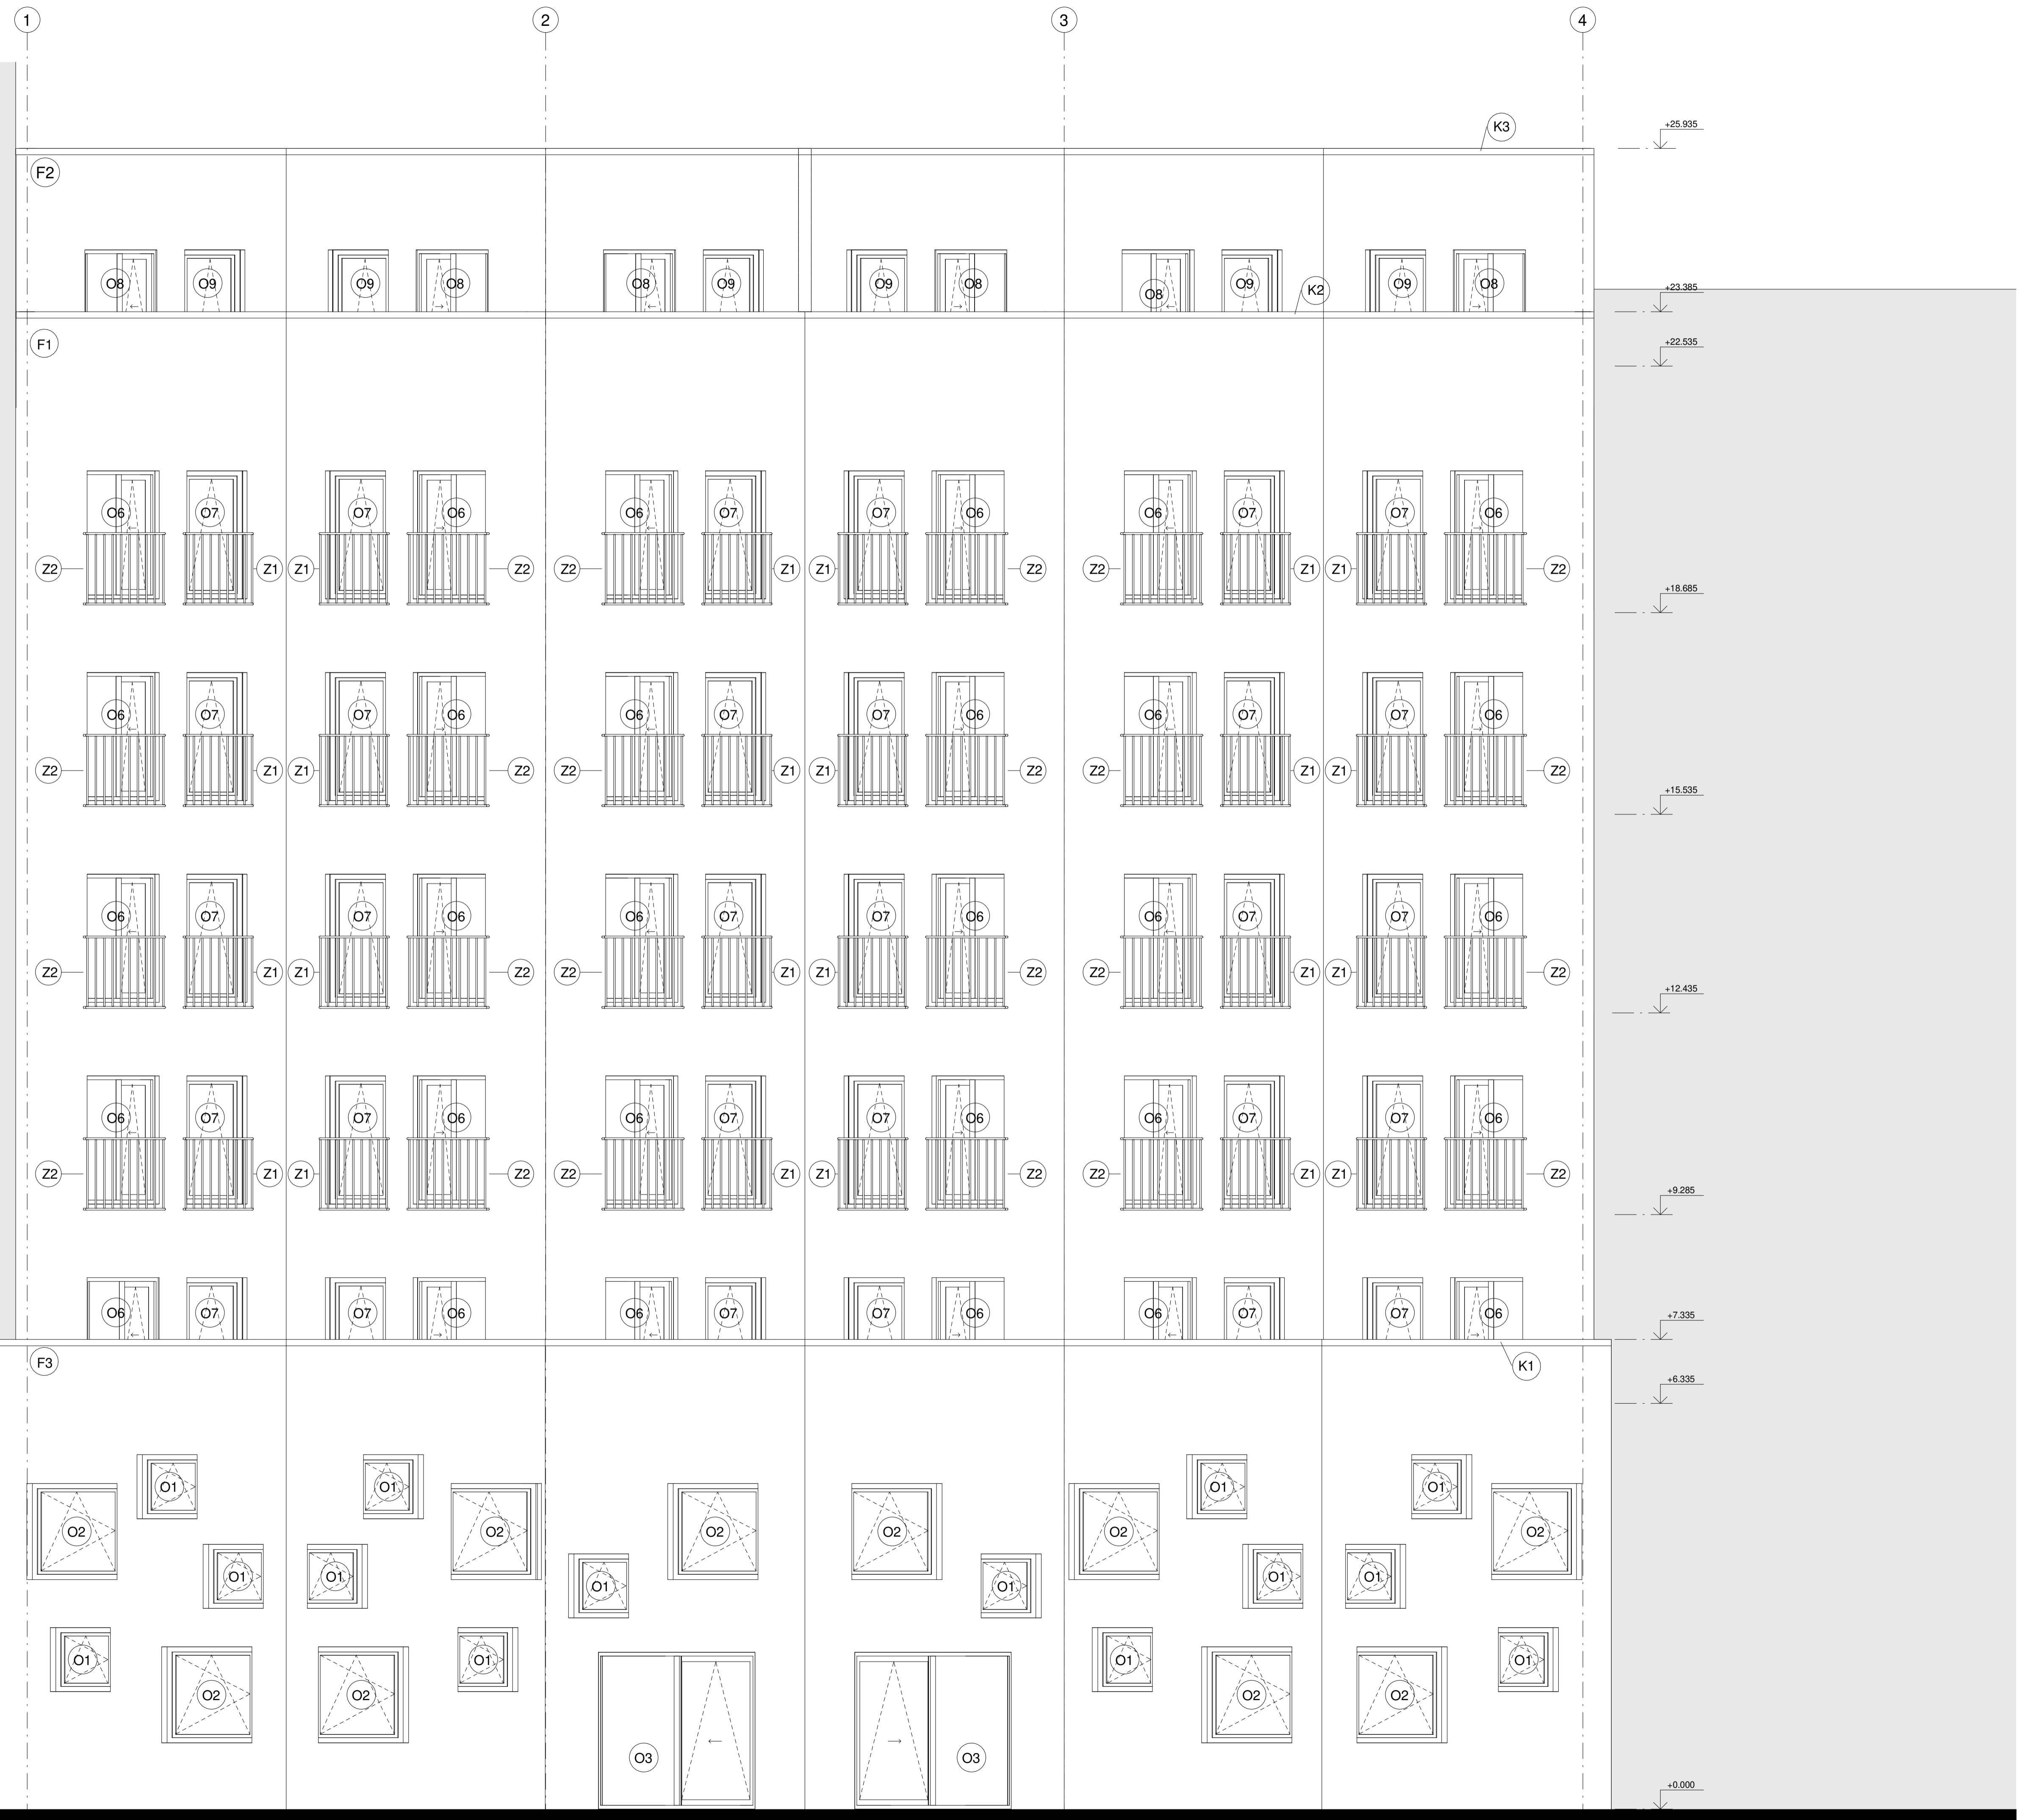 1 2 3 4
K3
+25.935
F2
O8 O9 O9 O8 O8 O9 O9 O8 O8 O9 O9 O8
K2
+23.385
F1
+22.535
O6 O7 O7 O6 O6 O7 O7 O6 O6 O7 O7 O6
Z2 Z1 Z1 Z2 Z2 Z1 Z1 Z2 Z2 Z1 Z1 Z2
+18.685
O6 O7 O7 O6 O6 O7 O7 O6 O6 O7 O7 O6
Z2 Z1 Z1 Z2 Z2 Z1 Z1 Z2 Z2 Z1 Z1 Z2
+15.535
O6 O7 O7 O6 O6 O7 O7 O6 O6 O7 O7 O6
Z2 Z1 Z1 Z2 Z2 Z1 Z1 Z2 Z2 Z1 Z1 Z2
+12.435
O6 O7 O7 O6 O6 O7 O7 O6 O6 O7 O7 O6
Z2 Z1 Z1 Z2 Z2 Z1 Z1 Z2 Z2 Z1 Z1 Z2
+9.285
O6 O7 O7 O6 O6 O7 O7 O6 O6 O7 O7 O6
+7.335
F3
K1
+6.335
O1 O1 O1 O1
O2 O2 O2 O2 O2 O2
O1 O1 O1 O1 O1 O1
O1 O1 O1 O1
O2 O2 O2 O2
O3 O3
+0.000